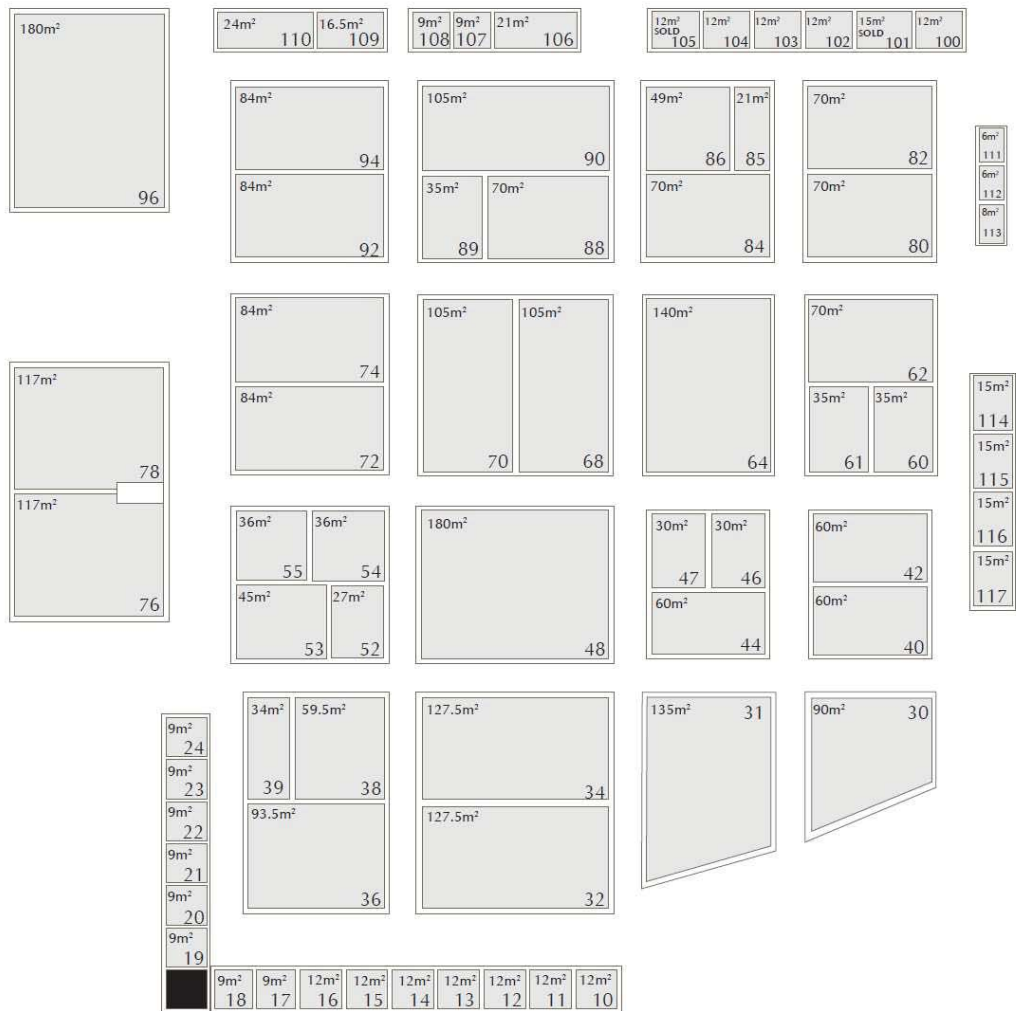 180m²
96
24m²
110
16.5m²
109
9m²
108
9m²
107
21m²
106
12m²
SOLD
105
12m²
104
12m²
103
12m²
102
15m²
SOLD
101
12m²
100
84m²
94
84m²
92
105m²
90
35m²
89
70m²
88
49m²
86
21m²
85
70m²
84
70m²
82
70m²
80
6m²
111
6m²
112
8m²
113
117m²
78
117m²
76
84m²
74
84m²
72
105m²
70
105m²
68
140m²
64
70m²
62
35m²
61
35m²
60
15m²
114
15m²
115
15m²
116
15m²
117
36m²
55
36m²
54
45m²
53
27m²
52
180m²
48
30m²
47
30m²
46
60m²
44
60m²
42
60m²
40
34m²
39
59.5m²
38
93.5m²
36
127.5m²
34
127.5m²
32
135m²
31
90m²
30
9m²
24
9m²
23
9m²
22
9m²
21
9m²
20
9m²
19
9m²
18
9m²
17
12m²
16
12m²
15
12m²
14
12m²
13
12m²
12
12m²
11
12m²
10